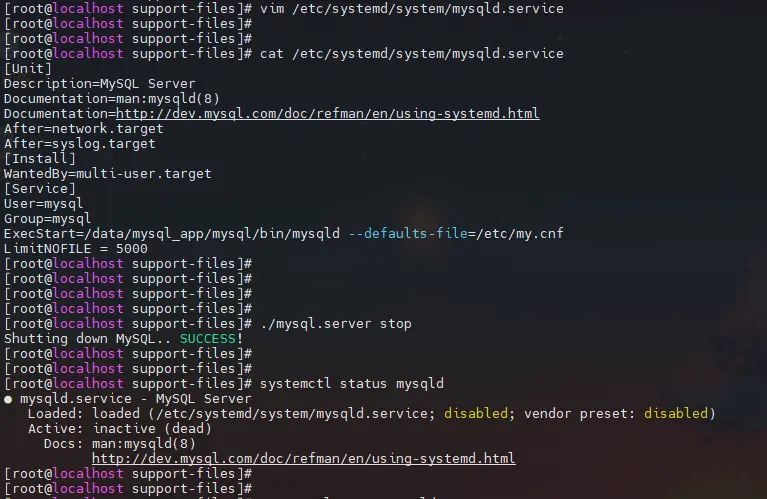 [root@localhost support-files]# vim /etc/systemd/system/mysqld.service
[root@localhost support-files]#
[root@localhost support-files]#
[root@localhost support-files]# cat /etc/systemd/system/mysqld.service
[Unit]
Description=MySQL Server
Documentation=man:mysqld(8)
Documentation=http://dev.mysql.com/doc/refman/en/using-systemd.html
After=network.target
After=syslog.target
[Install]
WantedBy=multi-user.target
[Service]
User=mysql
Group=mysql
ExecStart=/data/mysql_app/mysql/bin/mysqld --defaults-file=/etc/my.cnf
LimitNOFILE = 5000
[root@localhost support-files]#
[root@localhost support-files]#
[root@localhost support-files]#
[root@localhost support-files]#
[root@localhost support-files]# ./mysql.server stop
Shutting down MySQL.. SUCCESS!
[root@localhost support-files]#
[root@localhost support-files]#
[root@localhost support-files]# systemctl status mysqld
● mysqld.service - MySQL Server
Loaded: loaded (/etc/systemd/system/mysqld.service; disabled; vendor preset: disabled)
Active: inactive (dead)
Docs: man:mysqld(8)
http://dev.mysql.com/doc/refman/en/using-systemd.html
[root@localhost support-files]#
[root@localhost support-files]#